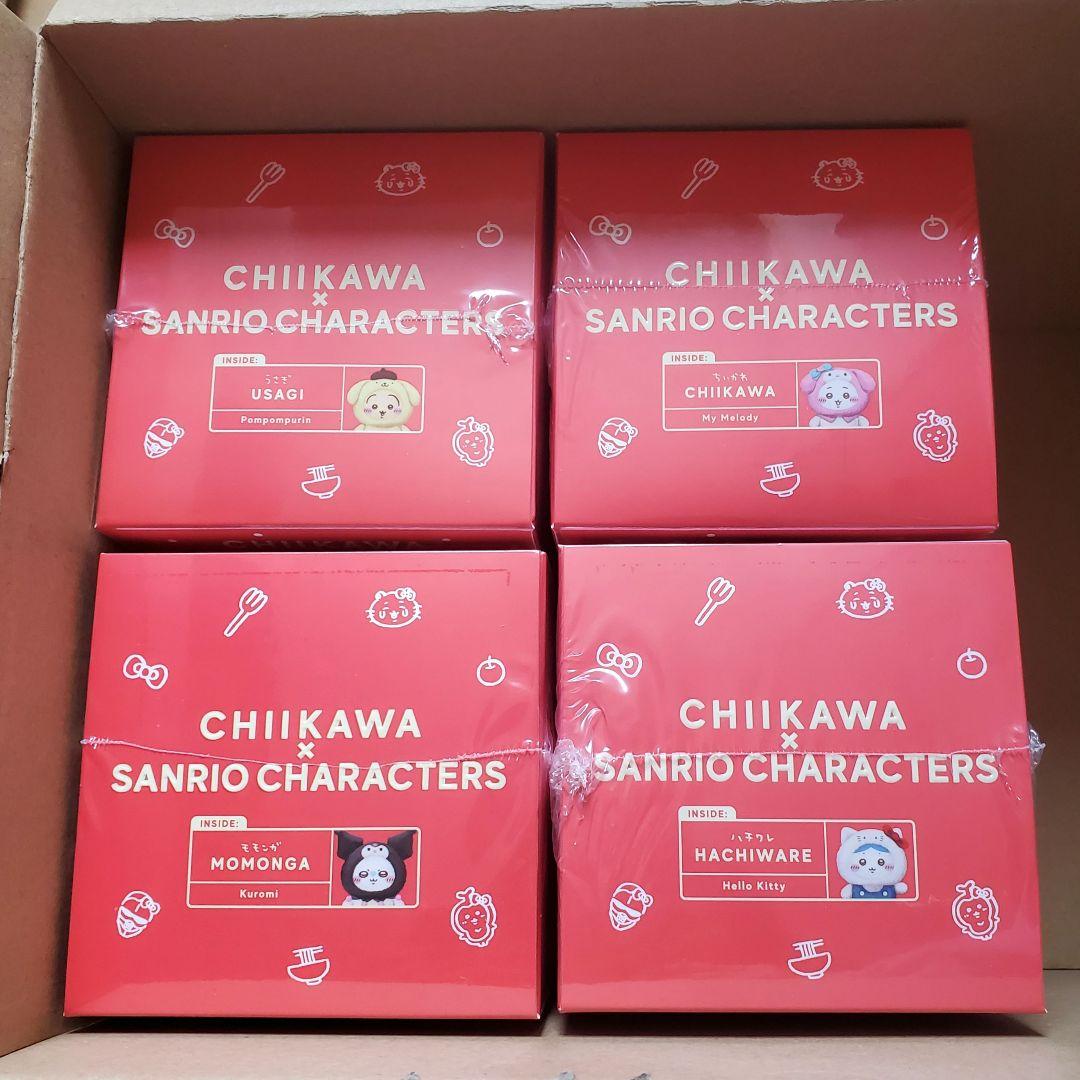 CHIIKAWA
×
SANRIO CHARACTERS
INSIDE:
うさぎ
USAGI
Pompompurin
CHIIKAWA
CHIIKAWA
×
SANRIO CHARACTERS
INSIDE:
ちいかわ
CHIIKAWA
My Melody
CHIIKAWA
×
SANRIO CHARACTERS
INSIDE:
モモンガ
MOMONGA
Kuromi
CHIIKAWA
×
SANRIO CHARACTERS
INSIDE:
ハチワレ
HACHIWARE
Hello Kitty